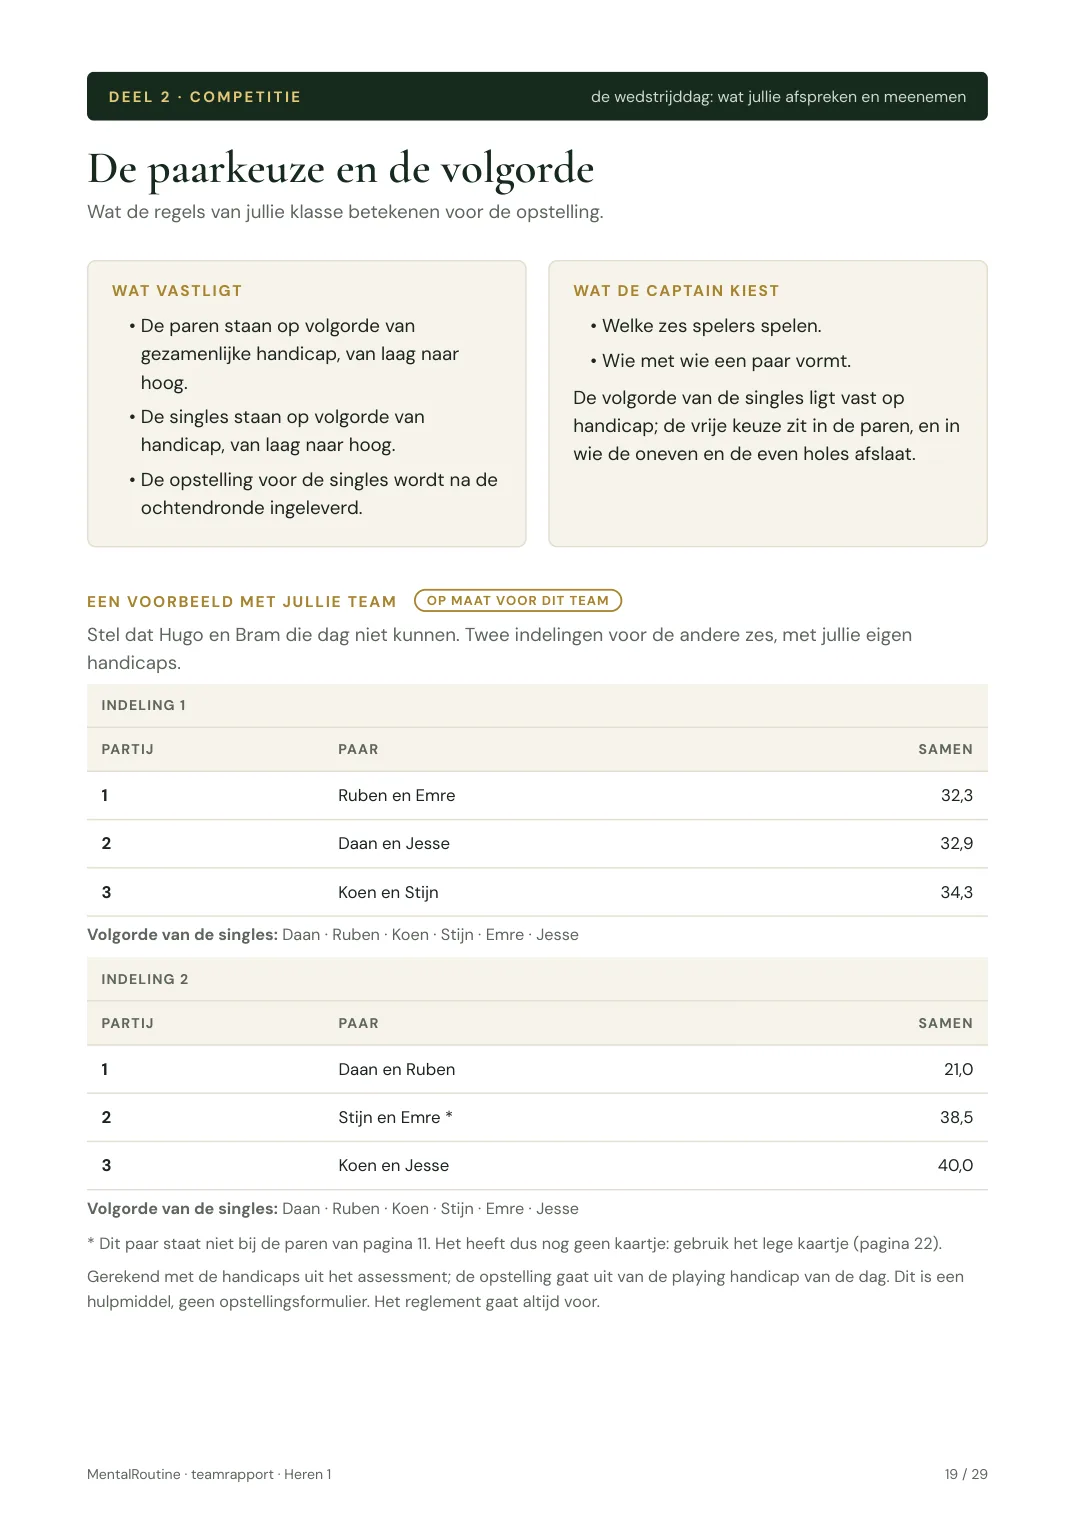 DEEL 2 · COMPETITIE
de wedstrijddag: wat jullie afspreken en meenemen
De paarkeuze en de volgorde
Wat de regels van jullie klasse betekenen voor de opstelling.
WAT VASTLIGT
• De paren staan op volgorde van
gezamenlijke handicap, van laag naar
hoog.
• De singles staan op volgorde van
handicap, van laag naar hoog.
• De opstelling voor de singles wordt na de
ochtendronde ingeleverd.
WAT DE CAPTAIN KIEST
• Welke zes spelers spelen.
• Wie met wie een paar vormt.
De volgorde van de singles ligt vast op
handicap; de vrije keuze zit in de paren, en in
wie de oneven en de even holes afslaat.
EEN VOORBEELD MET JULLIE TEAM OP MAAT VOOR DIT TEAM
Stel dat Hugo en Bram die dag niet kunnen. Twee indelingen voor de andere zes, met jullie eigen
handicaps.
INDELING 1
PARTIJ PAAR SAMEN
1 Ruben en Emre 32,3
2 Daan en Jesse 32,9
3 Koen en Stijn 34,3
Volgorde van de singles: Daan · Ruben · Koen · Stijn · Emre · Jesse
INDELING 2
PARTIJ PAAR SAMEN
1 Daan en Ruben 21,0
2 Stijn en Emre * 38,5
3 Koen en Jesse 40,0
Volgorde van de singles: Daan · Ruben · Koen · Stijn · Emre · Jesse
* Dit paar staat niet bij de paren van pagina 11. Het heeft dus nog geen kaartje: gebruik het lege kaartje (pagina 22).
Gerekend met de handicaps uit het assessment; de opstelling gaat uit van de playing handicap van de dag. Dit is een
hulpmiddel, geen opstellingsformulier. Het reglement gaat altijd voor.
MentalRoutine · teamrapport · Heren 1
19 / 29